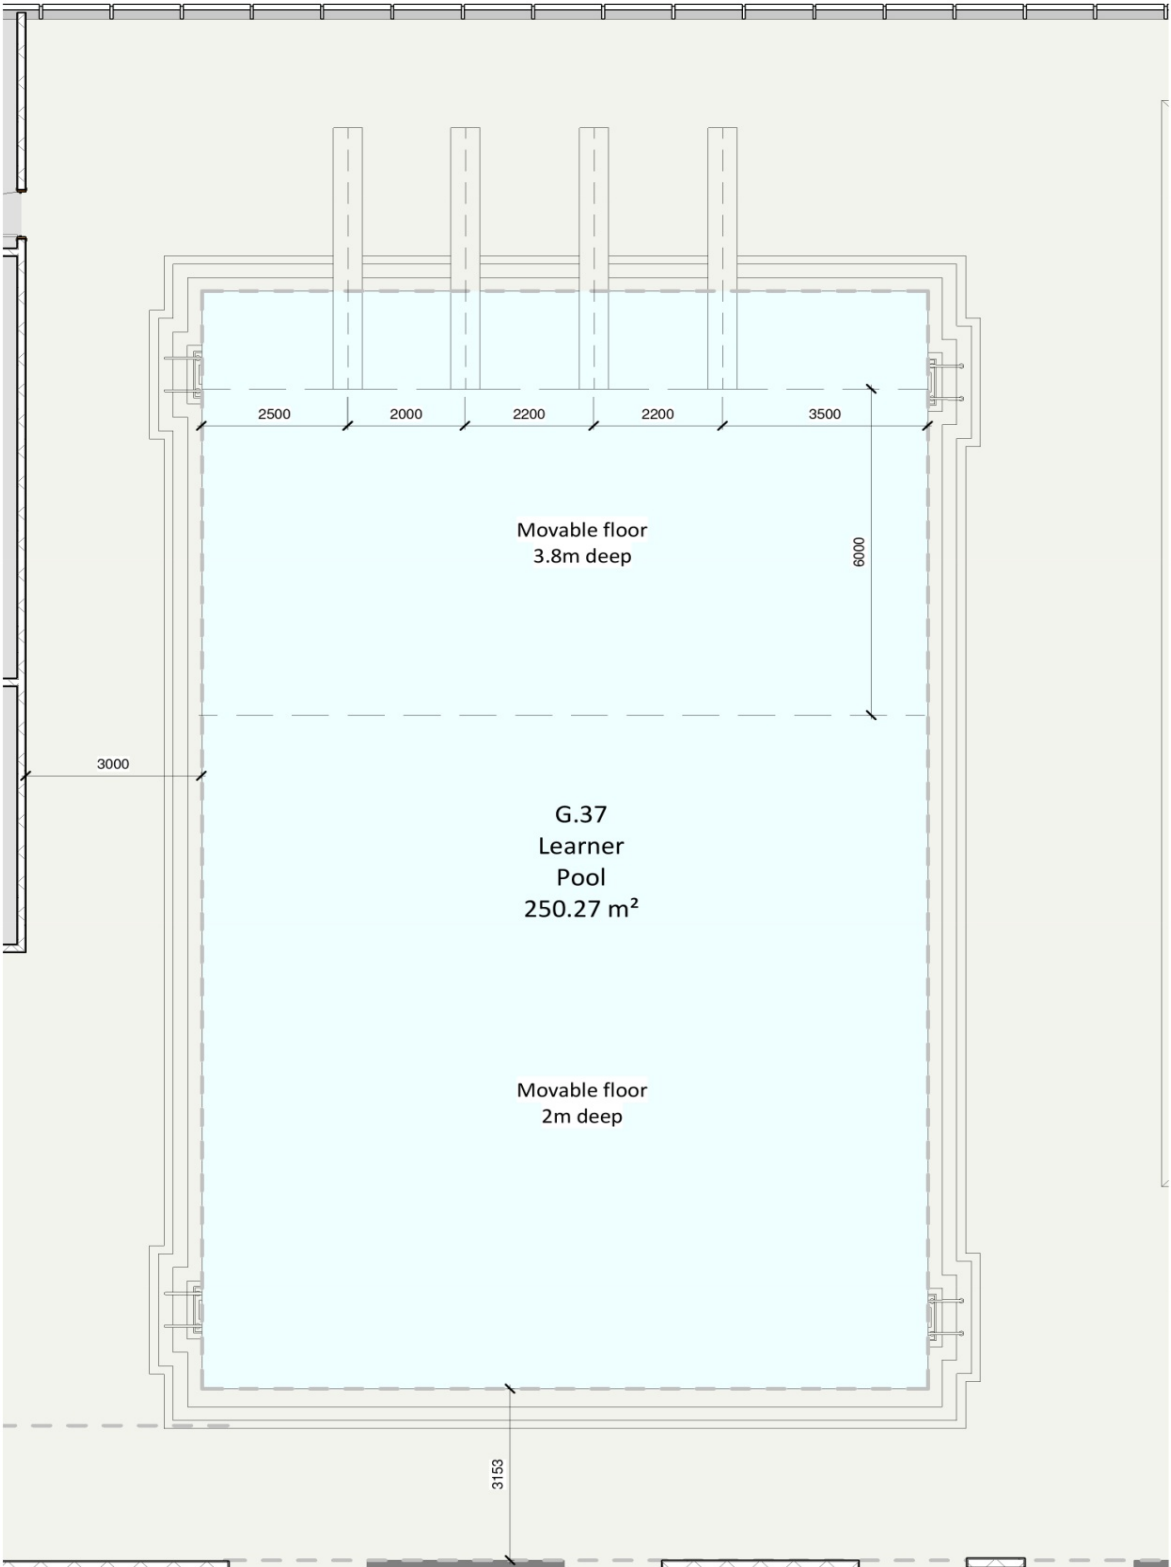 2500
2000
2200
2200
3500
Movable floor
3.8m deep
6000
3000
G.37
Learner
Pool
250.27 m²
Movable floor
2m deep
3153